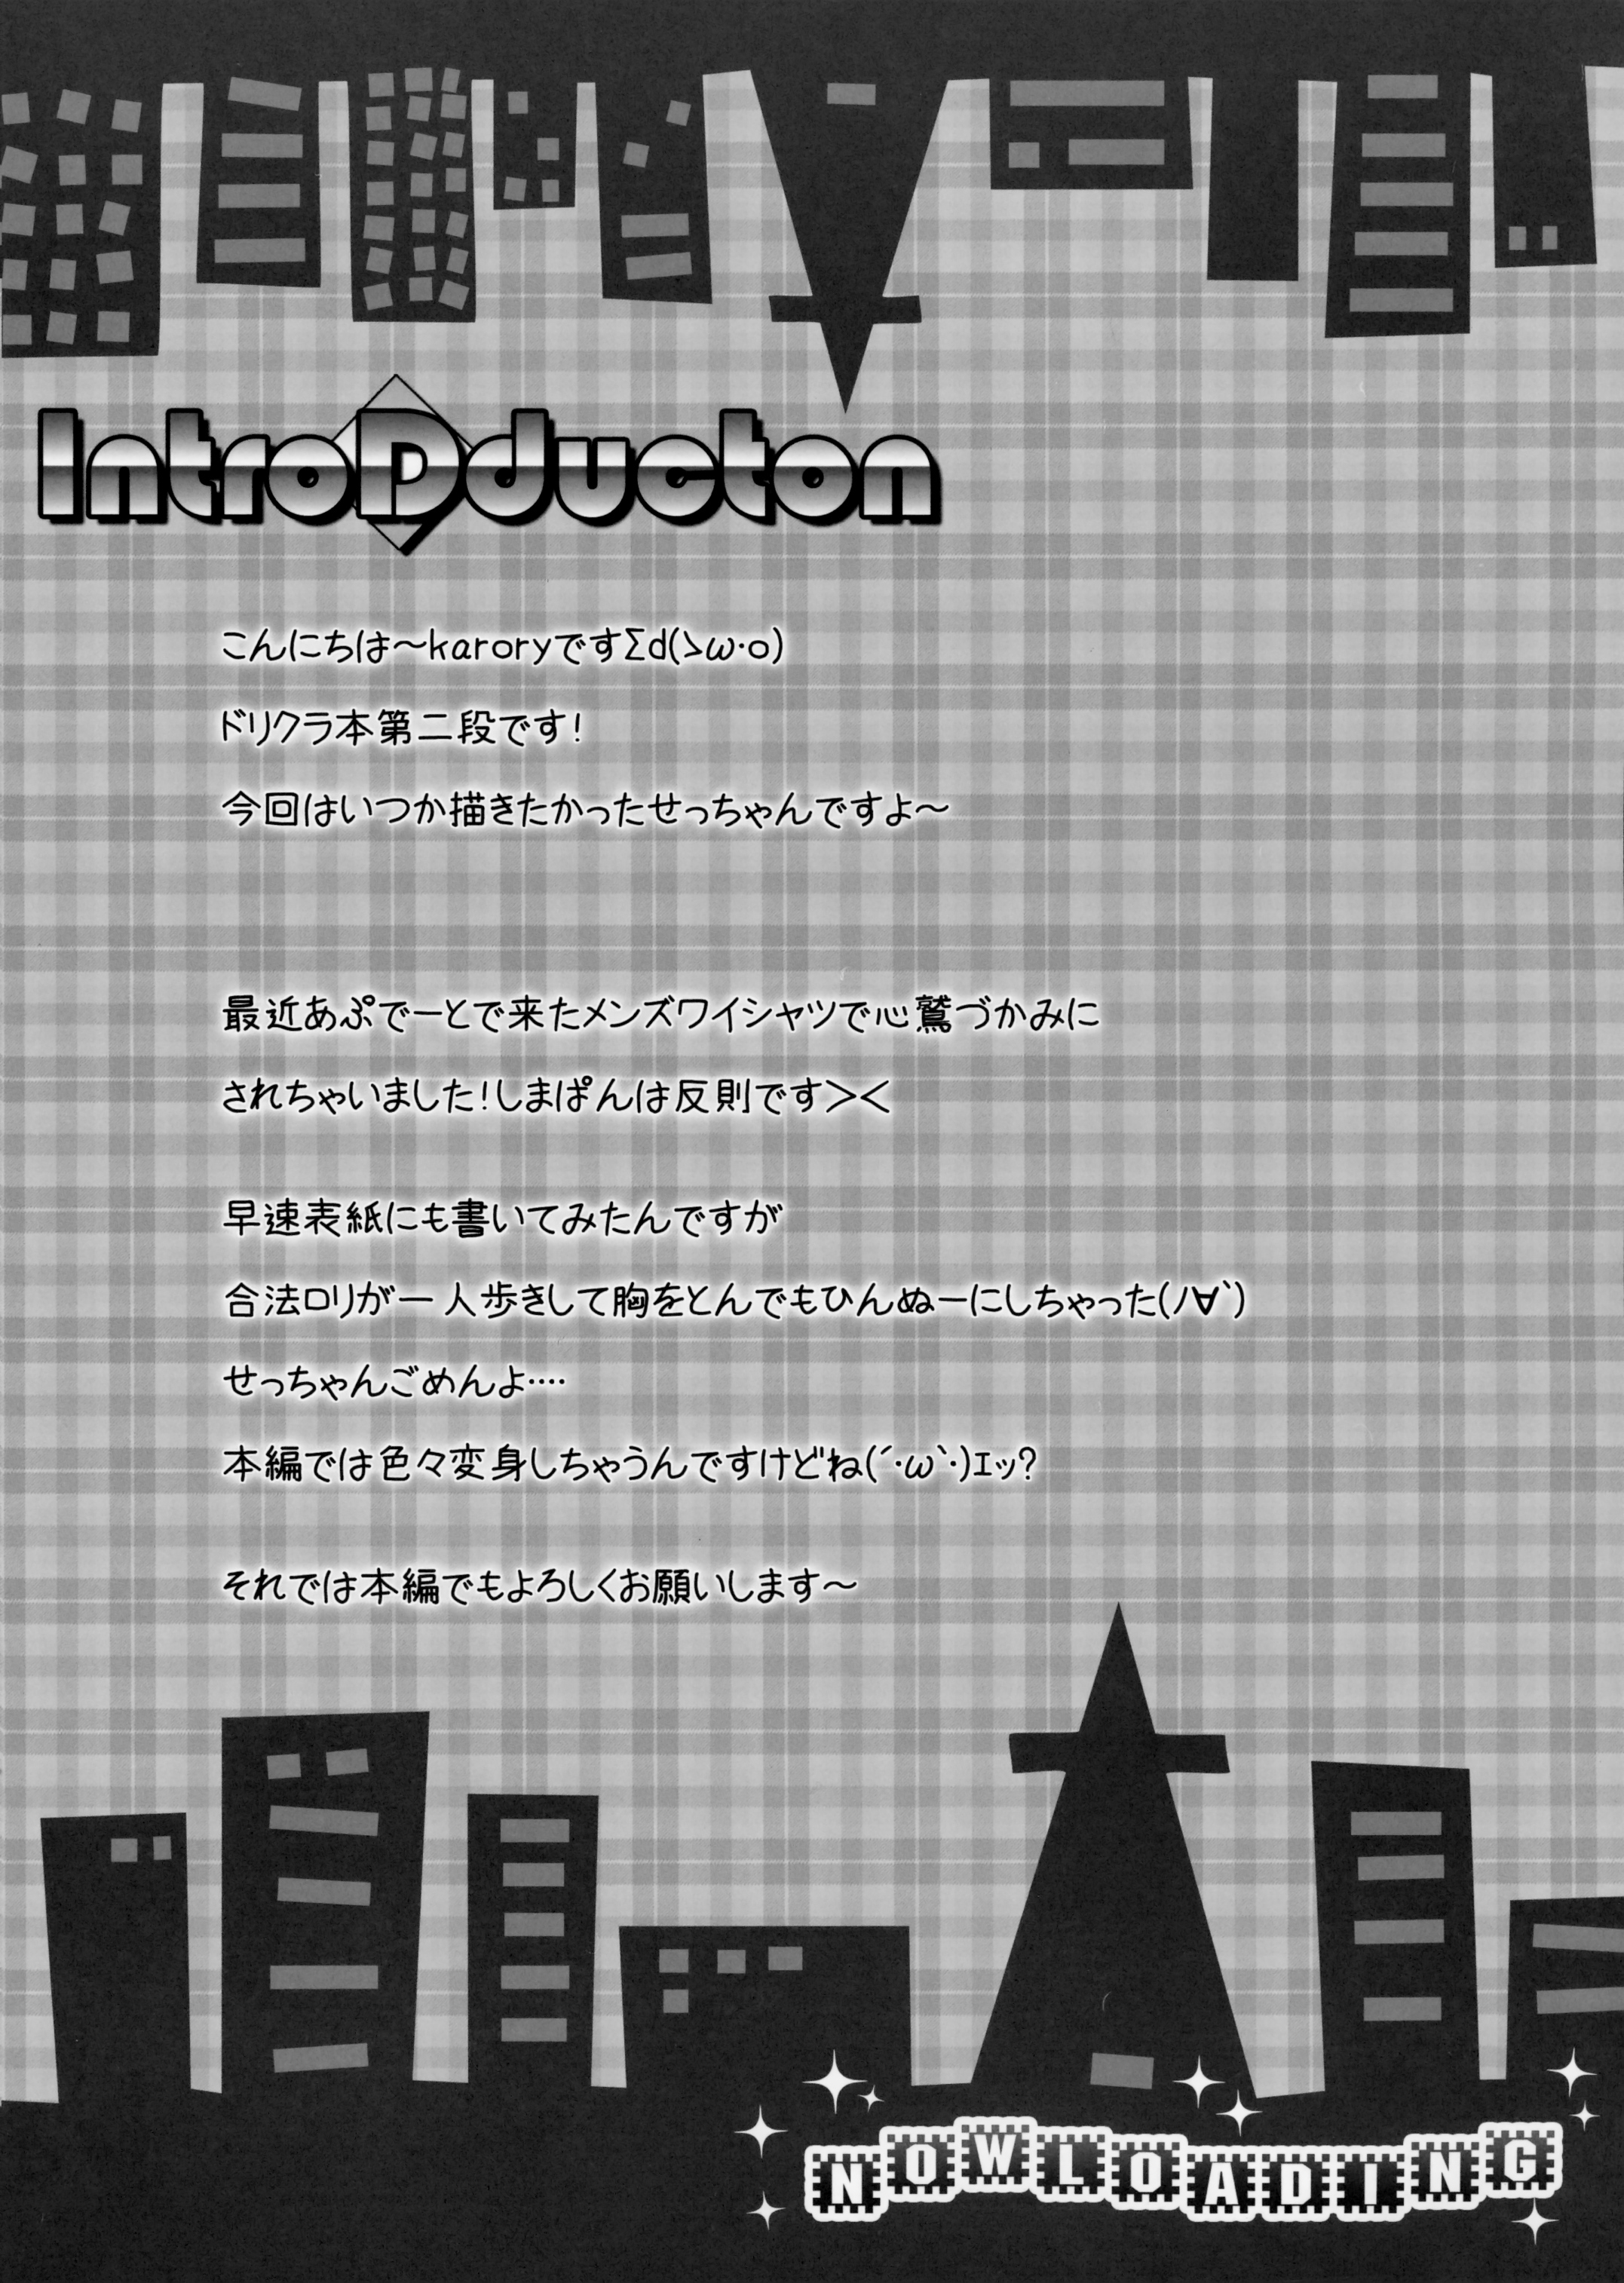 IntroDducton
こんにちは～karoryですΣd(ゝω・o)
ドリクラ本第二段です!
今回はいつか描きたかったせっちゃんですよ～
最近あぷでーとで来たメンズワイシャツで心鷲づかみに
されちゃいました!しまぱんは反則です＞＜
早速表紙にも書いてみたんですが
合法ロリが一人歩きして胸をとんでもひんぬーにしちゃった(ノ∀`)
せっちゃんごめんよ‥‥
本編では色々変身しちゃうんですけどね(´・ω`・)ｴｯ?
それでは本編でもよろしくお願いします～
NOWLOADING